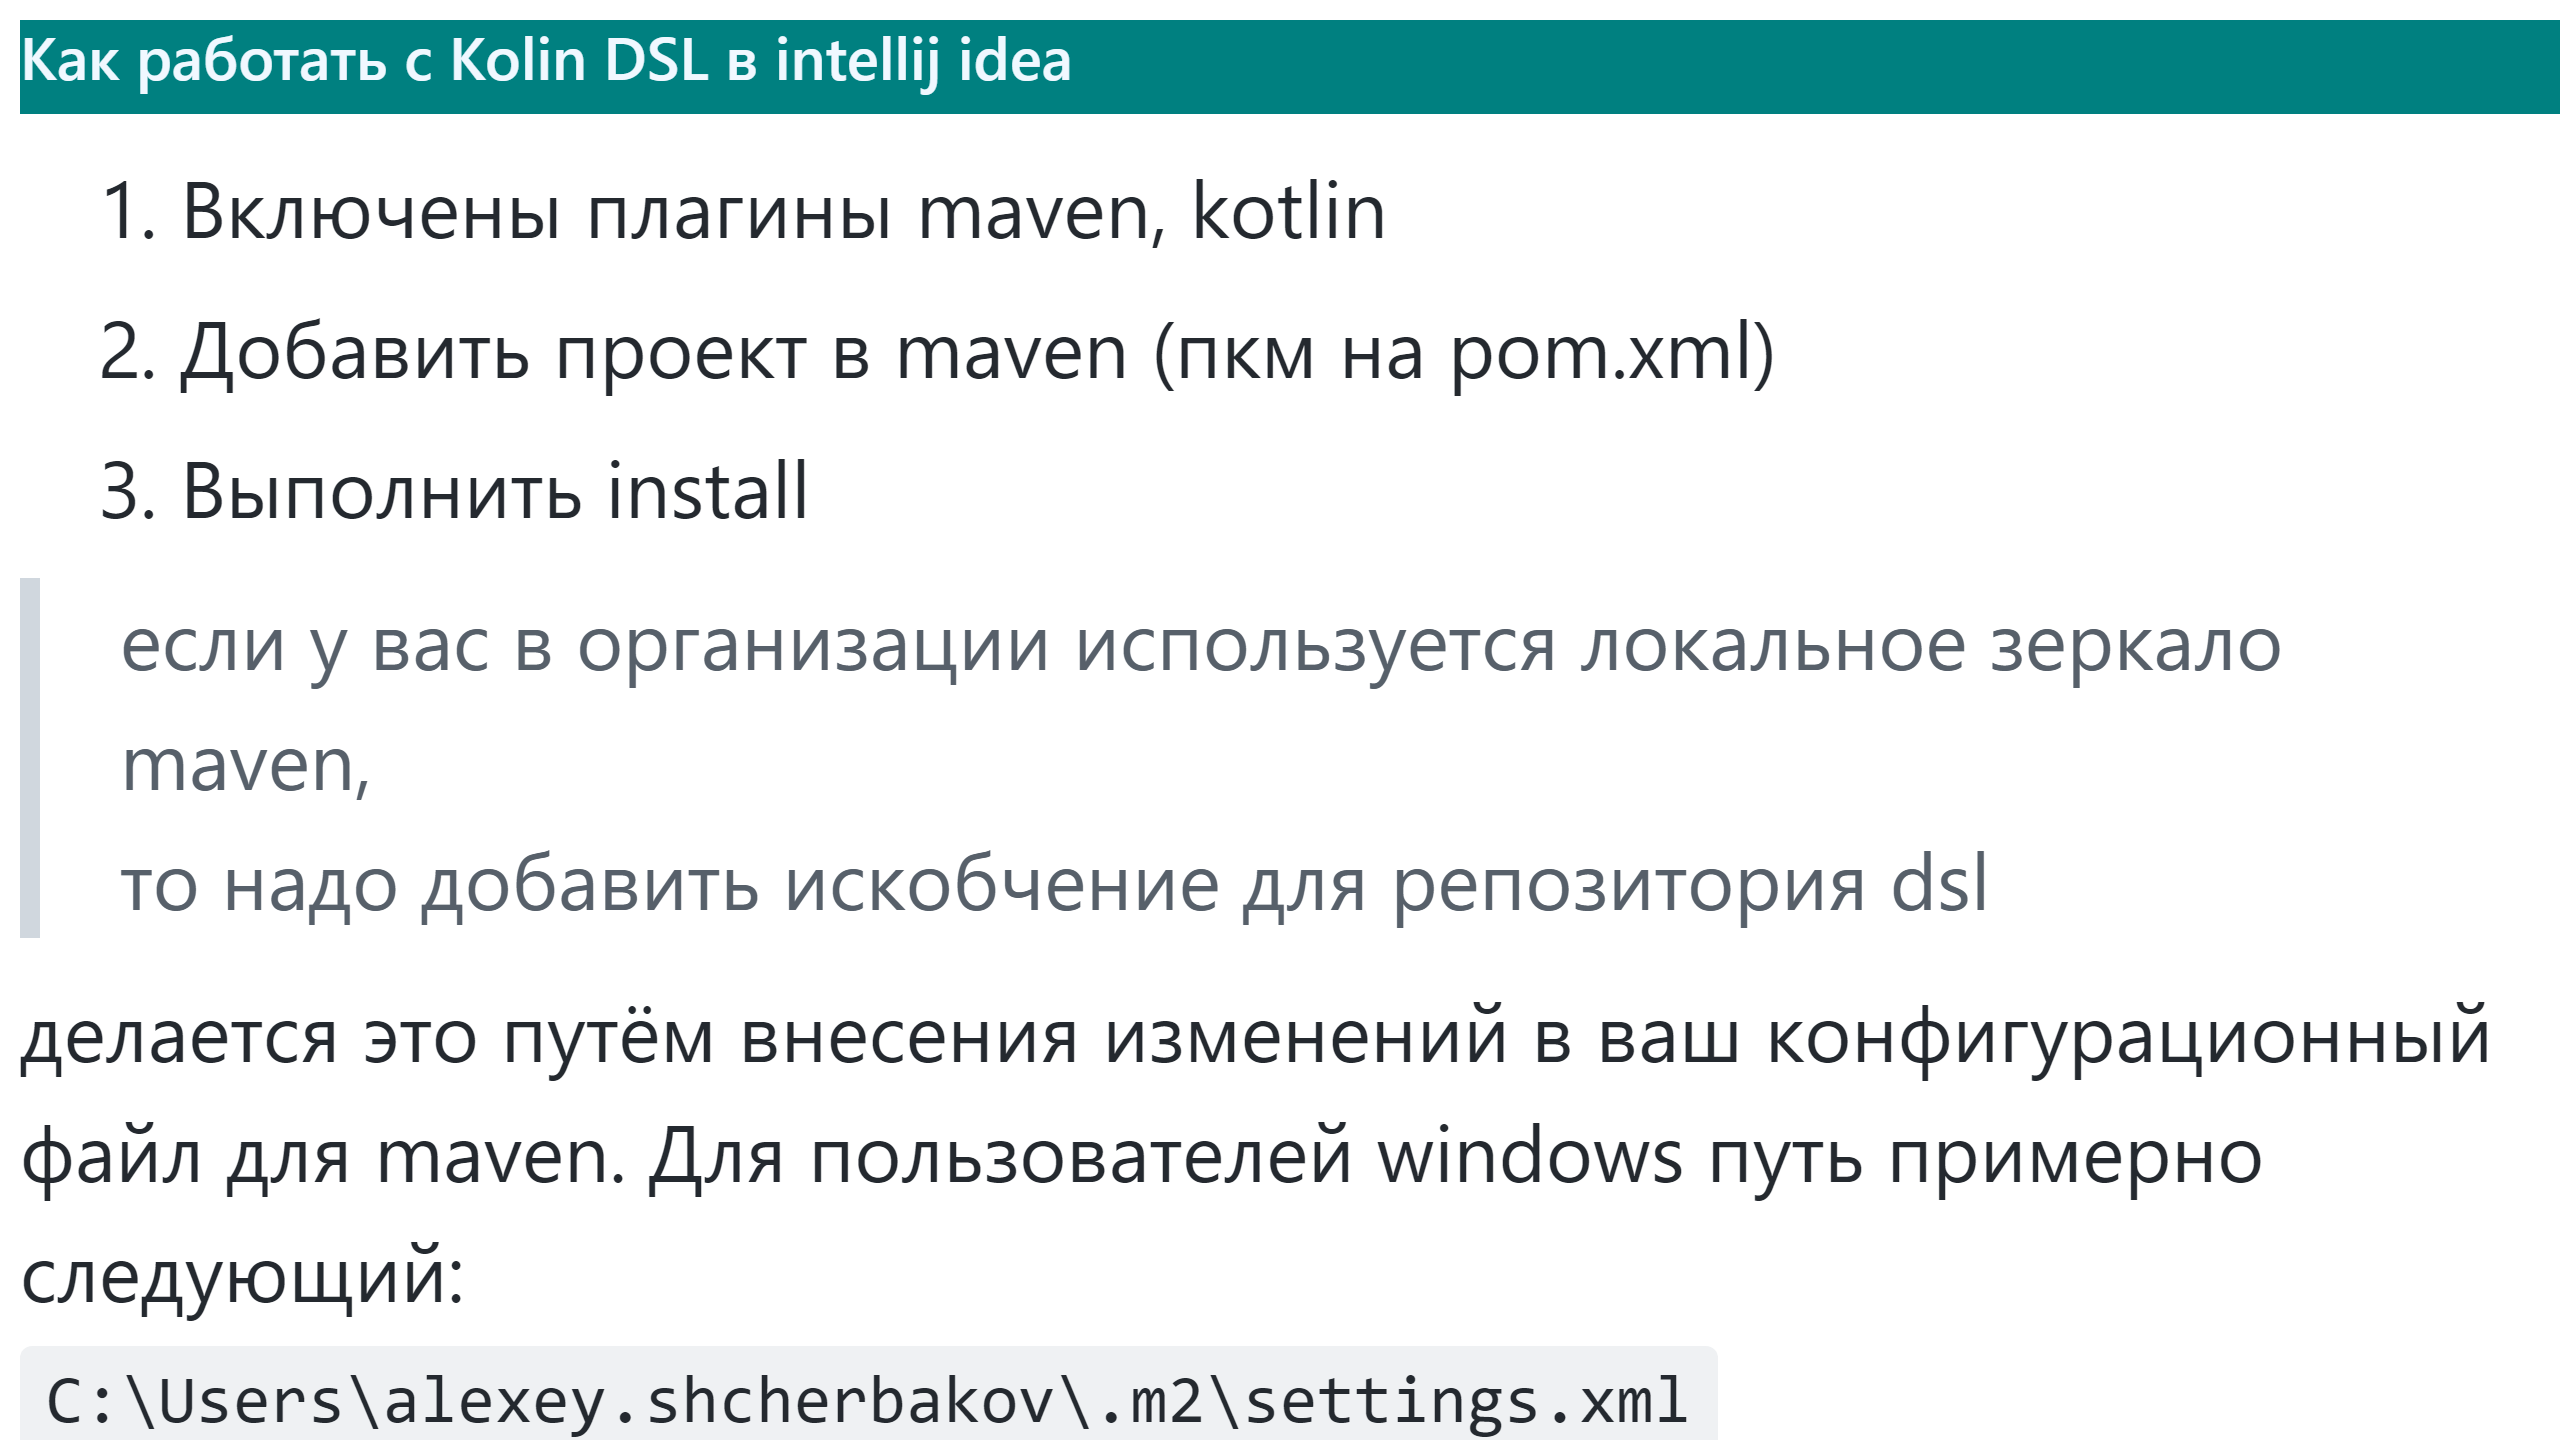 Как работать с Kolin DSL в intellij idea
1. Включены плагины maven, kotlin
2. Добавить проект в maven (пкм на pom.xml)
3. Выполнить install
если у вас в организации используется локальное зеркало
maven,
то надо добавить искобчение для репозитория dsl
делается это путём внесения изменений в ваш конфигурационный
файл для maven. Для пользователей windows путь примерно
следующий:
C:\Users\alexey.shcherbakov\.m2\settings.xml